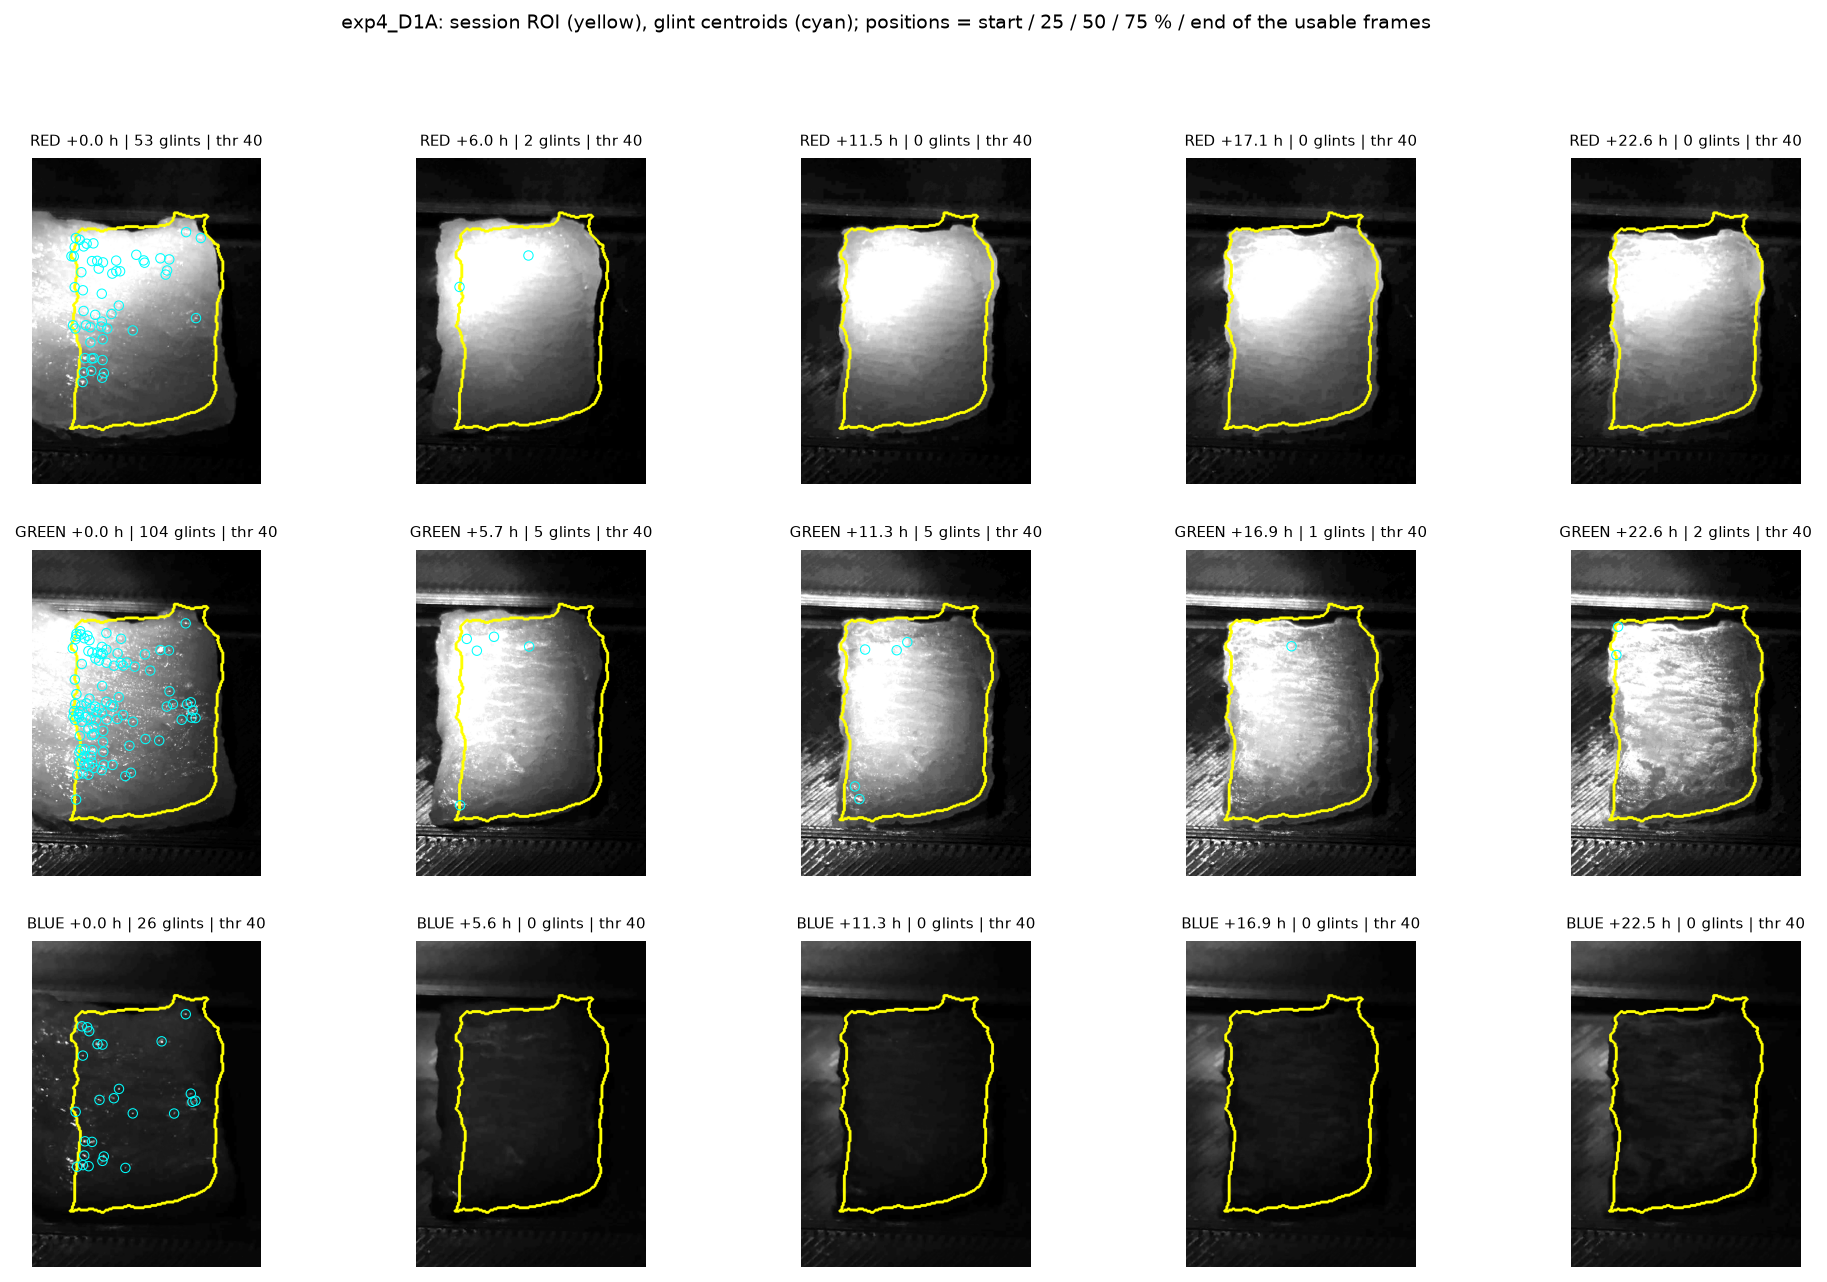 exp4_D1A: session ROI (yellow), glint centroids (cyan); positions = start / 25 / 50 / 75 % / end of the usable frames
RED +0.0 h | 53 glints | thr 40
RED +6.0 h | 2 glints | thr 40
RED +11.5 h | 0 glints | thr 40
RED +17.1 h | 0 glints | thr 40
RED +22.6 h | 0 glints | thr 40
GREEN +0.0 h | 104 glints | thr 40
GREEN +5.7 h | 5 glints | thr 40
GREEN +11.3 h | 5 glints | thr 40
GREEN +16.9 h | 1 glints | thr 40
GREEN +22.6 h | 2 glints | thr 40
BLUE +0.0 h | 26 glints | thr 40
BLUE +5.6 h | 0 glints | thr 40
BLUE +11.3 h | 0 glints | thr 40
BLUE +16.9 h | 0 glints | thr 40
BLUE +22.5 h | 0 glints | thr 40